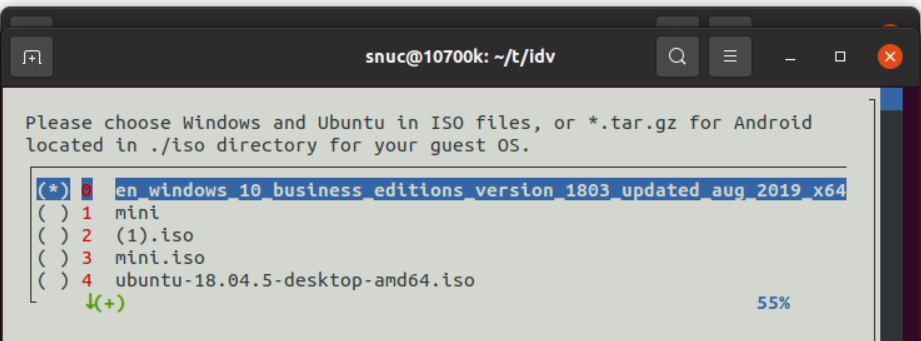 snuc@10700k: ~/t/idv
Please choose Windows and Ubuntu in ISO files, or *.tar.gz for Android
located in ./iso directory for your guest OS.
(*) 0 en_windows_10_business_editions_version_1803_updated_aug_2019_x64
( ) 1 mini
( ) 2 (1).iso
( ) 3 mini.iso
( ) 4 ubuntu-18.04.5-desktop-amd64.iso
↓(+) 55%